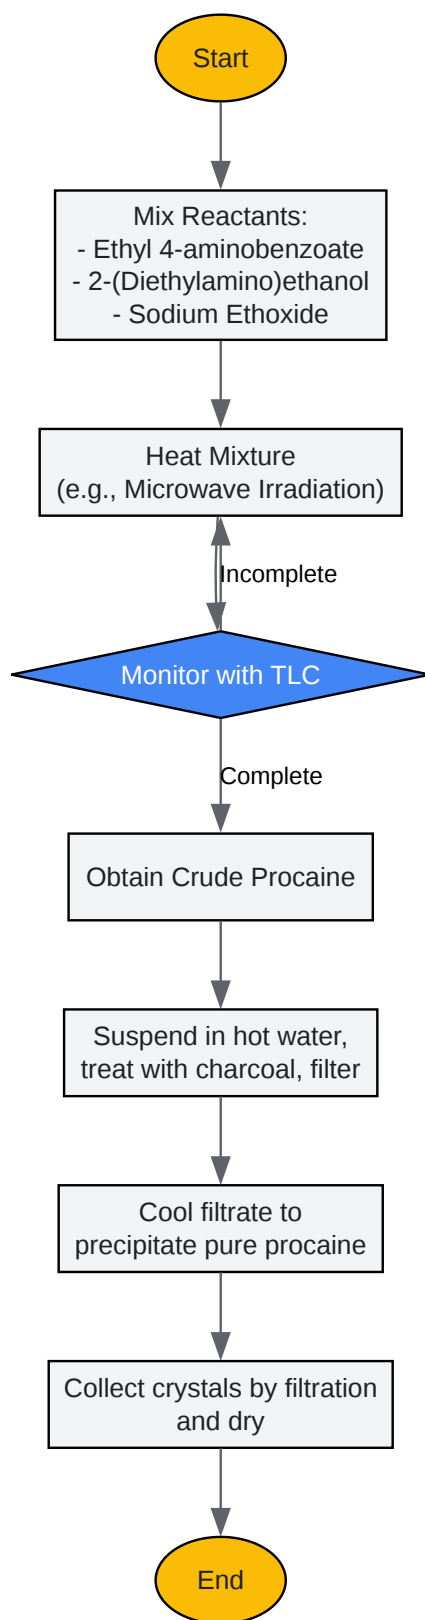 Start
Mix Reactants:
- Ethyl 4-aminobenzoate
- 2-(Diethylamino)ethanol
- Sodium Ethoxide
Heat Mixture
(e.g., Microwave Irradiation)
Incomplete
Monitor with TLC
Complete
Obtain Crude Procaine
Suspend in hot water,
treat with charcoal, filter
Cool filtrate to
precipitate pure procaine
Collect crystals by filtration
and dry
End